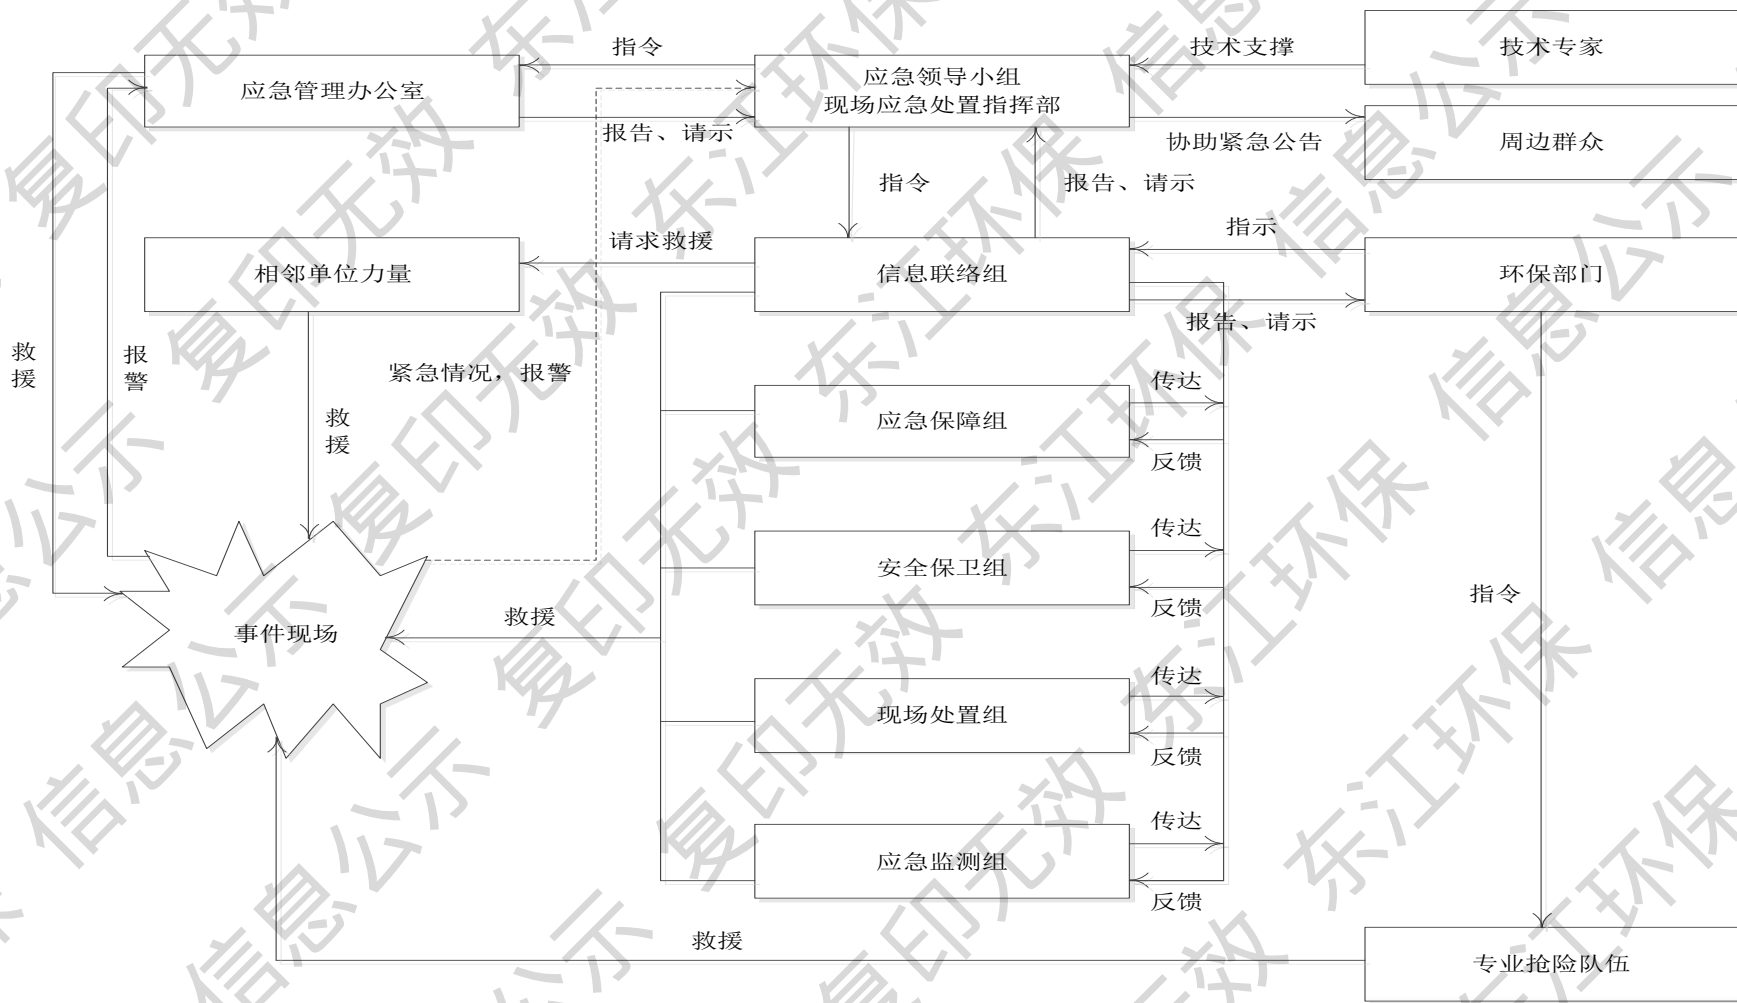 指令
技术支撑
技术专家
应急管理办公室
应急领导小组
现场应急处置指挥部
报告、请示
协助紧急公告
周边群众
指令
报告、请示
请求救援
指示
相邻单位力量
信息联络组
环保部门
报告、请示
救援
报警
紧急情况，报警
救援
传达
应急保障组
反馈
传达
安全保卫组
反馈
指令
救援
事件现场
传达
现场处置组
反馈
传达
应急监测组
反馈
救援
专业抢险队伍
东江环保 信息公示 复印无效